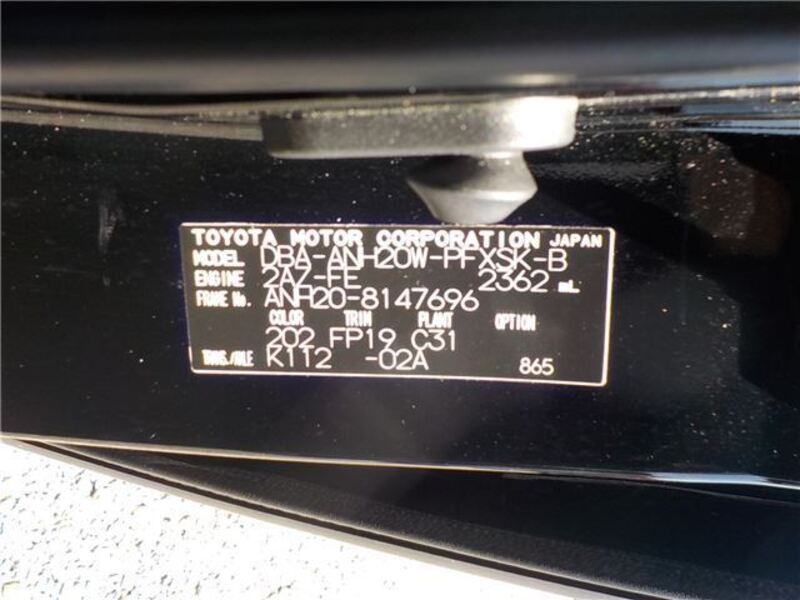 TOYOTA MOTOR CORPORATION JAPAN
MODEL DBA-ANH20W-PFXSK-B
ENGINE 2AZ-FE 2362 mL
FRAME No. ANH20-8147696
COLOR TRIM PLANT OPTION
202 FP19 C31
TRANS./AXLE K112 -02A 865